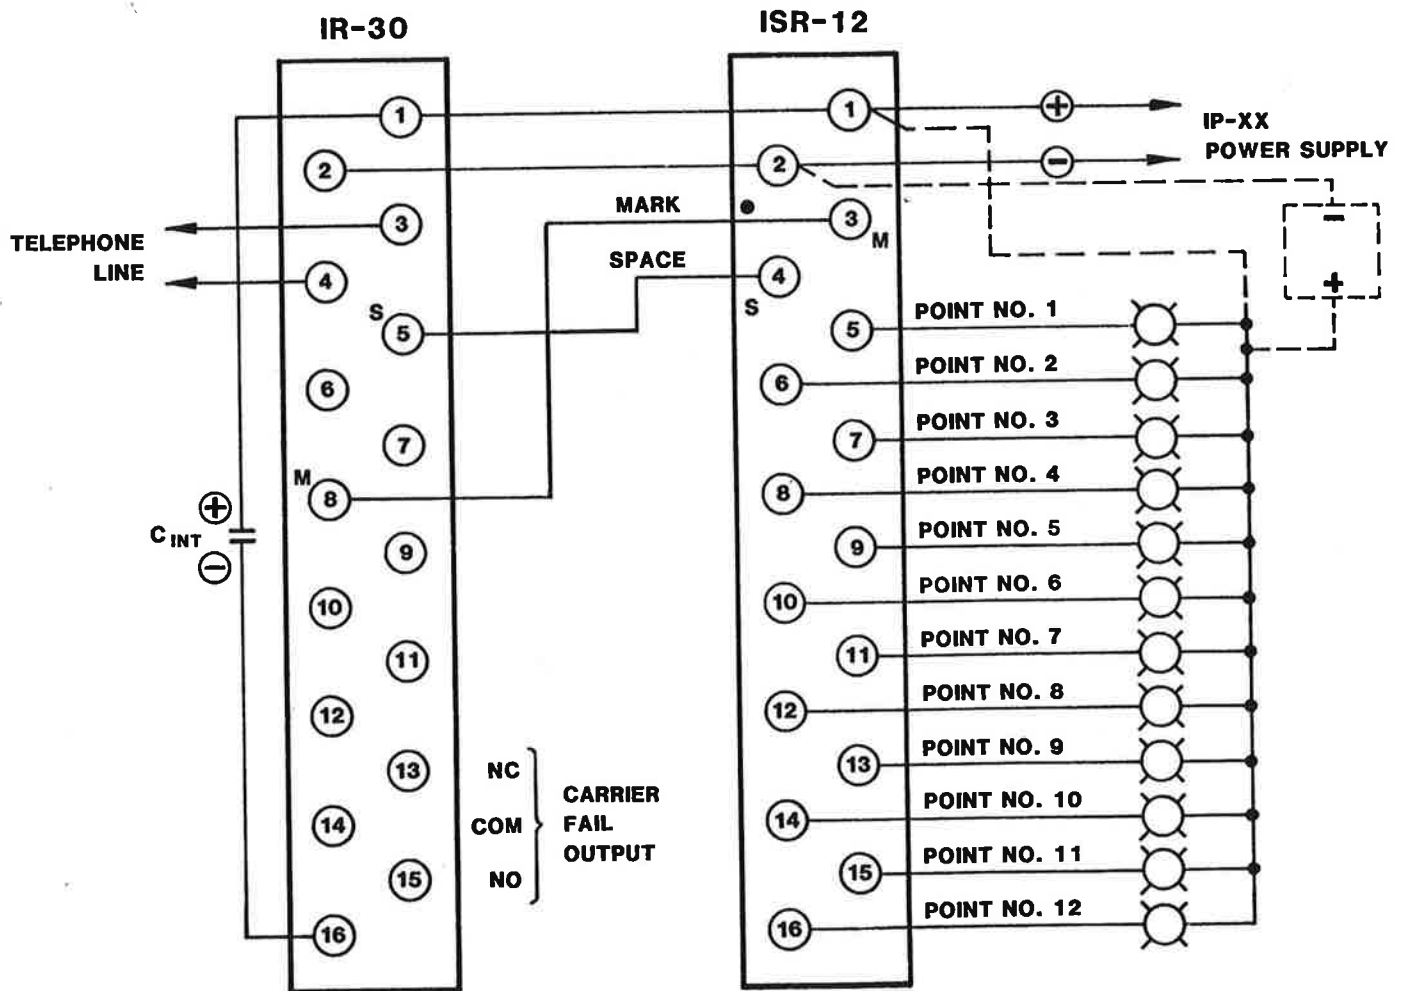 IR-30
ISR-12
1
1
+
IP-XX
POWER SUPPLY
2
2
−
MARK
3
3
M
−
TELEPHONE
LINE
4
SPACE
4
S
+
S
5
5
POINT NO. 1
6
6
POINT NO. 2
7
7
POINT NO. 3
M
8
8
POINT NO. 4
+
C INT
−
9
9
POINT NO. 5
10
10
POINT NO. 6
11
11
POINT NO. 7
12
12
POINT NO. 8
13
NC
13
POINT NO. 9
CARRIER
FAIL
OUTPUT
14
COM
14
POINT NO. 10
15
NO
15
POINT NO. 11
16
16
POINT NO. 12